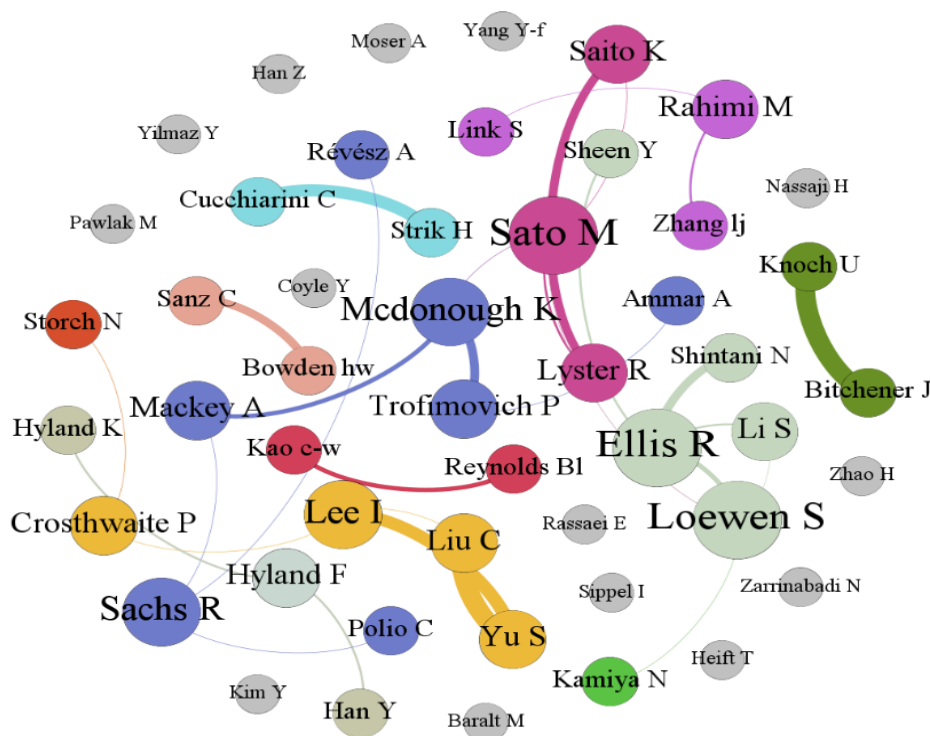 Yang Y-f
Moser A
Saito K
Han Z
Rahimi M
Link S
Yilmaz Y
Révész A
Sheen Y
Nassaji H
Cucchiarini C
Pawlak M
Strik H
Sato M
Zhang lj
Knoch U
Coyle Y
Sanz C
Mcdonough K
Ammar A
Storch N
Shintani N
Bowden hw
Lyster R
Bitchener J
Mackey A
Trofimovich P
Hyland K
Kao c-w
Ellis R
Li S
Reynolds Bl
Zhao H
Lee I
Loewen S
Crosthwaite P
Rassaei E
Liu C
Hyland F
Sippel I
Zarrinabadi N
Sachs R
Polio C
Yu S
Heift T
Kamiya N
Kim Y
Han Y
Baralt M